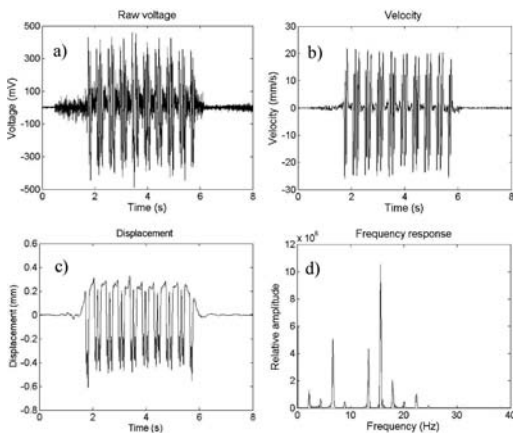 Raw voltage
a)
Voltage (mV)
500
300
100
-100
-300
-500
0 2 4 6 8
Time (s)
Velocity
b)
Velocity (mm/s)
30
20
10
0
-10
-20
-30
0 2 4 6 8
Time (s)
Displacement
c)
Displacement (mm)
0.6
0.4
0.2
0
-0.2
-0.4
-0.6
-0.8
0 2 4 6 8
Time (s)
Frequency response
d)
Relative amplitude
12
10
8
6
4
2
0
0 10 20 30 40
Frequency (Hz)